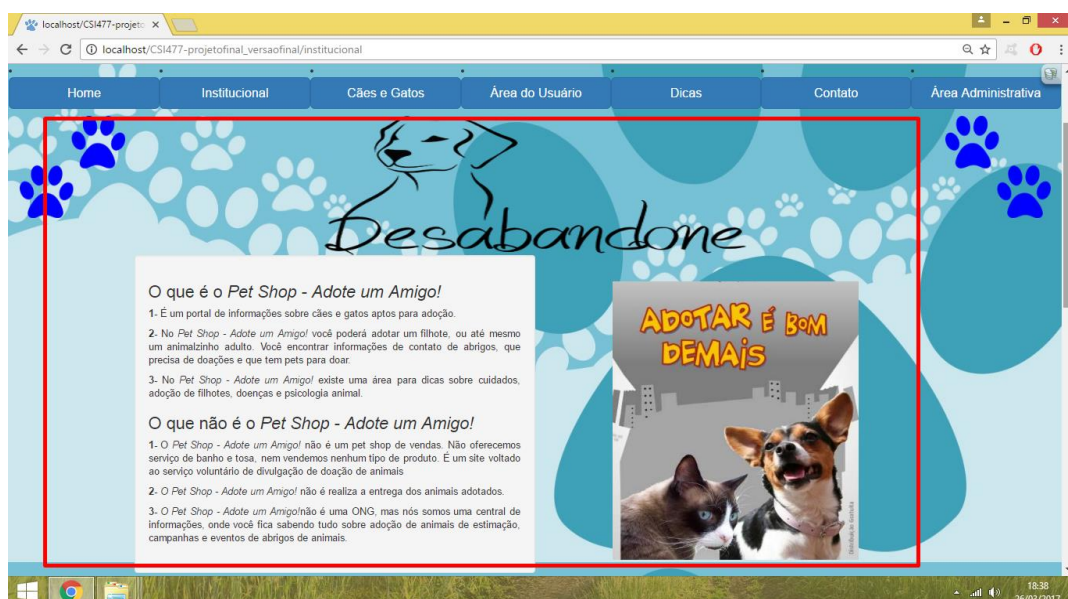 localhost/CSI477-projeto
localhost/CSI477-projetofinal_versaofinal/institucional
Home Institucional Cães e Gatos Área do Usuário Dicas Contato Área Administrativa
Desabandone
O que é o Pet Shop - Adote um Amigo!
1- É um portal de informações sobre cães e gatos aptos para adoção.
2- No Pet Shop - Adote um Amigo! você poderá adotar um filhote, ou até mesmo
um animalzinho adulto. Você encontrar informações de contato de abrigos, que
precisa de doações e que tem pets para doar.
3- No Pet Shop - Adote um Amigo! existe uma área para dicas sobre cuidados,
adoção de filhotes, doenças e psicologia animal.
O que não é o Pet Shop - Adote um Amigo!
1- O Pet Shop - Adote um Amigo! não é um pet shop de vendas. Não oferecemos
serviço de banho e tosa, nem vendemos nenhum tipo de produto. É um site voltado
ao serviço voluntário de divulgação de doação de animais
2- O Pet Shop - Adote um Amigo! não é realiza a entrega dos animais adotados.
3- O Pet Shop - Adote um Amigo!não é uma ONG, mas nós somos uma central de
informações, onde você fica sabendo tudo sobre adoção de animais de estimação,
campanhas e eventos de abrigos de animais.
ADOTAR É BOM
DEMAIS
Distribuição Gratuita
18:38
26/03/2017